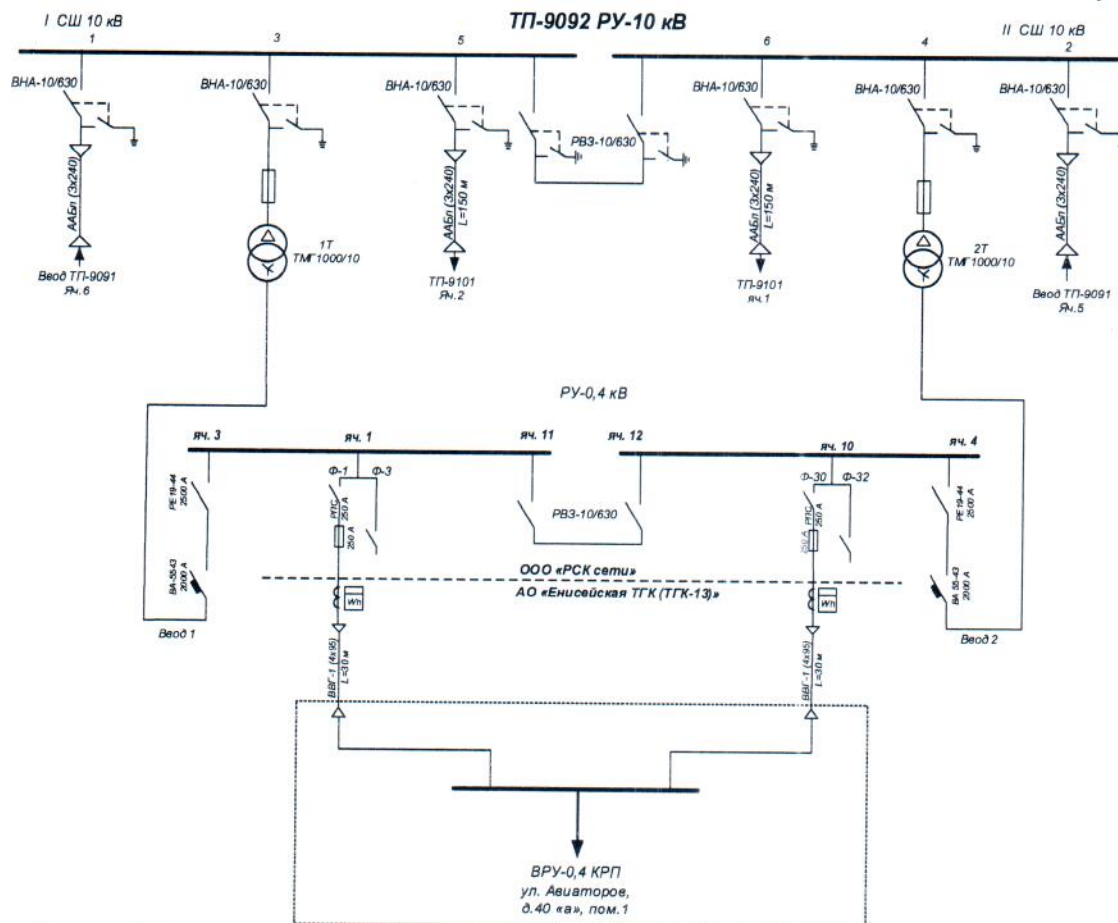 ТП-9092 РУ-10 кВ
I СШ 10 кВ
II СШ 10 кВ
1
3
5
6
4
2
ВНА-10/630
ВНА-10/630
ВНА-10/630
РВЗ-10/630
ВНА-10/630
ВНА-10/630
ВНА-10/630
ААБл (3х240)
ААБл (3х240)
L=150 м
ААБл (3х240)
L=150 м
ААБл (3х240)
1Т
ТМГ1000/10
2Т
ТМГ1000/10
Ввод ТП-9091
Яч.6
ТП-9101
Яч.2
ТП-9101
яч.1
Ввод ТП-9091
Яч.5
РУ-0,4 кВ
яч. 3
яч. 1
яч. 11
яч. 12
яч. 10
яч. 4
Ф-1
Ф-3
Ф-30
Ф-32
РЕ19-44
2500 А
РПС
250 А
250 А
РВЗ-10/630
РПС
250 А
250 А
РЕ19-44
2500 А
ВА-5543
2000 А
ВА 55-43
2000 А
ООО «РСК сети»
АО «Енисейская ТГК (ТГК-13)»
Wh
Wh
Ввод 1
Ввод 2
ВВГ-1 (4х95)
L=30 м
ВВГ-1 (4х95)
L=30 м
ВРУ-0,4 КРП
ул. Авиаторов,
д.40 «а», пом.1